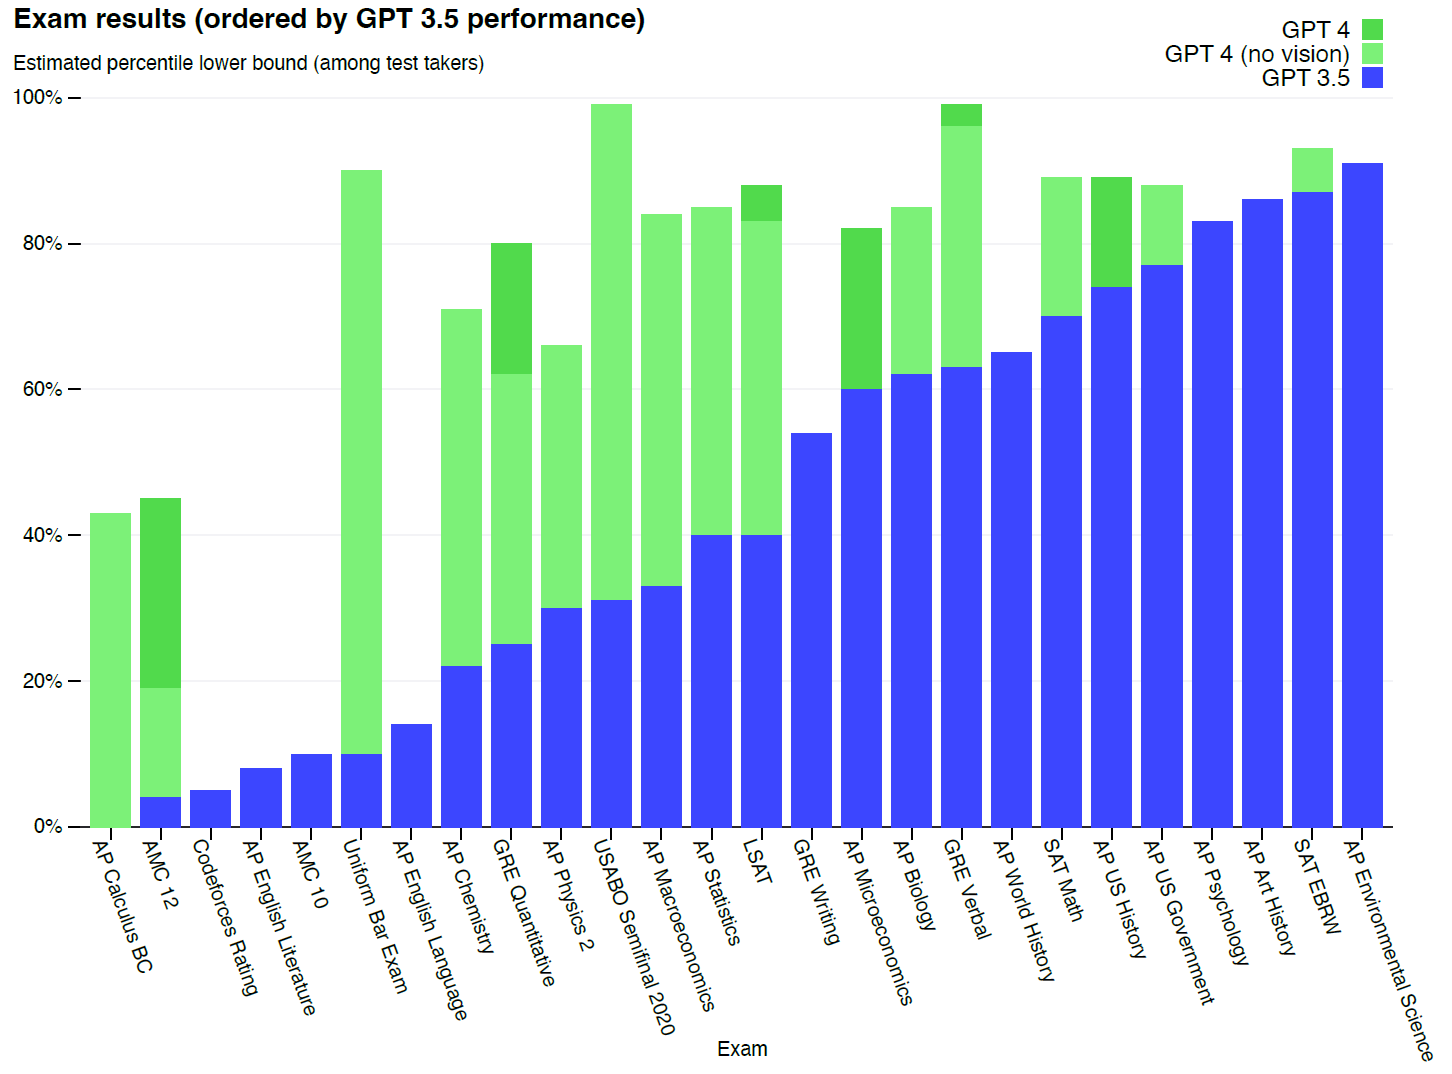 Exam results (ordered by GPT 3.5 performance)
Estimated percentile lower bound (among test takers)
GPT 4
GPT 4 (no vision)
GPT 3.5
100%
80%
60%
40%
20%
0%
AP Calculus BC
AMC 12
Codeforces Rating
AP English Literature
AMC 10
Uniform Bar Exam
AP English Language
AP Chemistry
GRE Quantitative
AP Physics 2
USABO Semifinal 2020
AP Macroeconomics
AP Statistics
LSAT
GRE Writing
AP Microeconomics
AP Biology
GRE Verbal
AP World History
SAT Math
AP US History
AP US Government
AP Psychology
AP Art History
SAT EBRW
AP Environmental Science
Exam